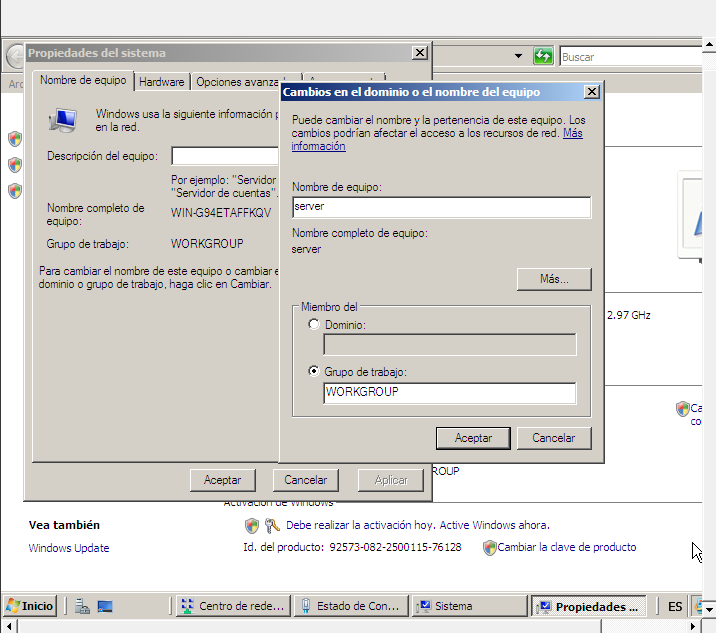 Propiedades del sistema
Buscar
Nombre de equipo
Hardware
Opciones avanza
Windows usa la siguiente información
en la red.
Descripción del equipo:
Por ejemplo: "Servidor
"Servidor de cuentas".
Nombre completo de
equipo:
WIN-G94ETAFFKQV
Grupo de trabajo:
WORKGROUP
Para cambiar el nombre de este equipo o cambiar
dominio o grupo de trabajo, haga clic en Cambiar.
Aceptar
Cancelar
Aplicar
Cambios en el dominio o el nombre del equipo
Puede cambiar el nombre y la pertenencia de este equipo. Los
cambios podrían afectar el acceso a los recursos de red. Más
información
Nombre de equipo:
server
Nombre completo de equipo:
server
Más...
Miembro del
Dominio:
Grupo de trabajo:
WORKGROUP
Aceptar
Cancelar
2.97 GHz
Ca
co
ROUP
Activación de Windows
Vea también
Windows Update
Debe realizar la activación hoy. Active Windows ahora.
Id. del producto: 92573-082-2500115-76128
Cambiar la clave de producto
Inicio
Centro de rede...
Estado de Con...
Sistema
Propiedades ...
ES